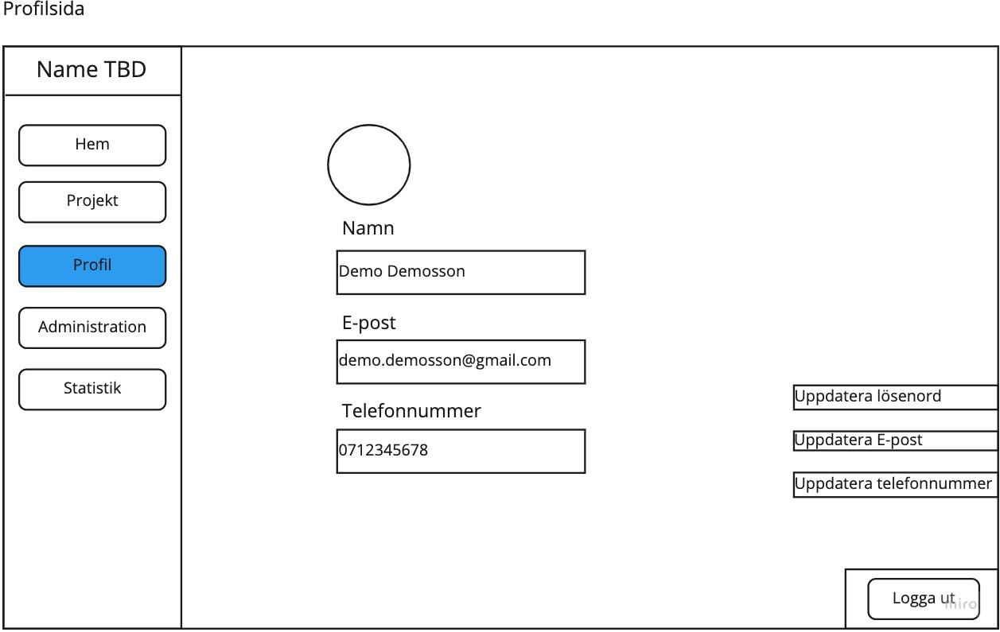 Profilsida
Name TBD
Hem
Projekt
Profil
Administration
Statistik
Namn
Demo Demosson
E-post
demo.demosson@gmail.com
Telefonnummer
0712345678
Uppdatera lösenord
Uppdatera E-post
Uppdatera telefonnummer
Logga ut
miro